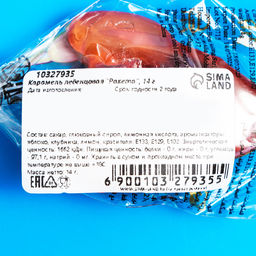 10327935
Карамель леденцовая "Ракета", 14 г
Дата изготовления: Срок годности 2 года
SIMA
LAND
Состав: сахар, глюкозный сироп, лимонная кислота, ароматизаторы:
яблоко, клубника, лимон, красители: E133, E129, E102. Энергетическая
ценность: 1662 кДж. Пищевая ценность: белки - 0 г, жиры - 0 г, углеводы
- 97,1 г, натрий - 0 мг. Хранить в сухом и прохладном месте при
температуре не выше +18С.
Масса нетто: 14 г.
EAC
6 900103 279355